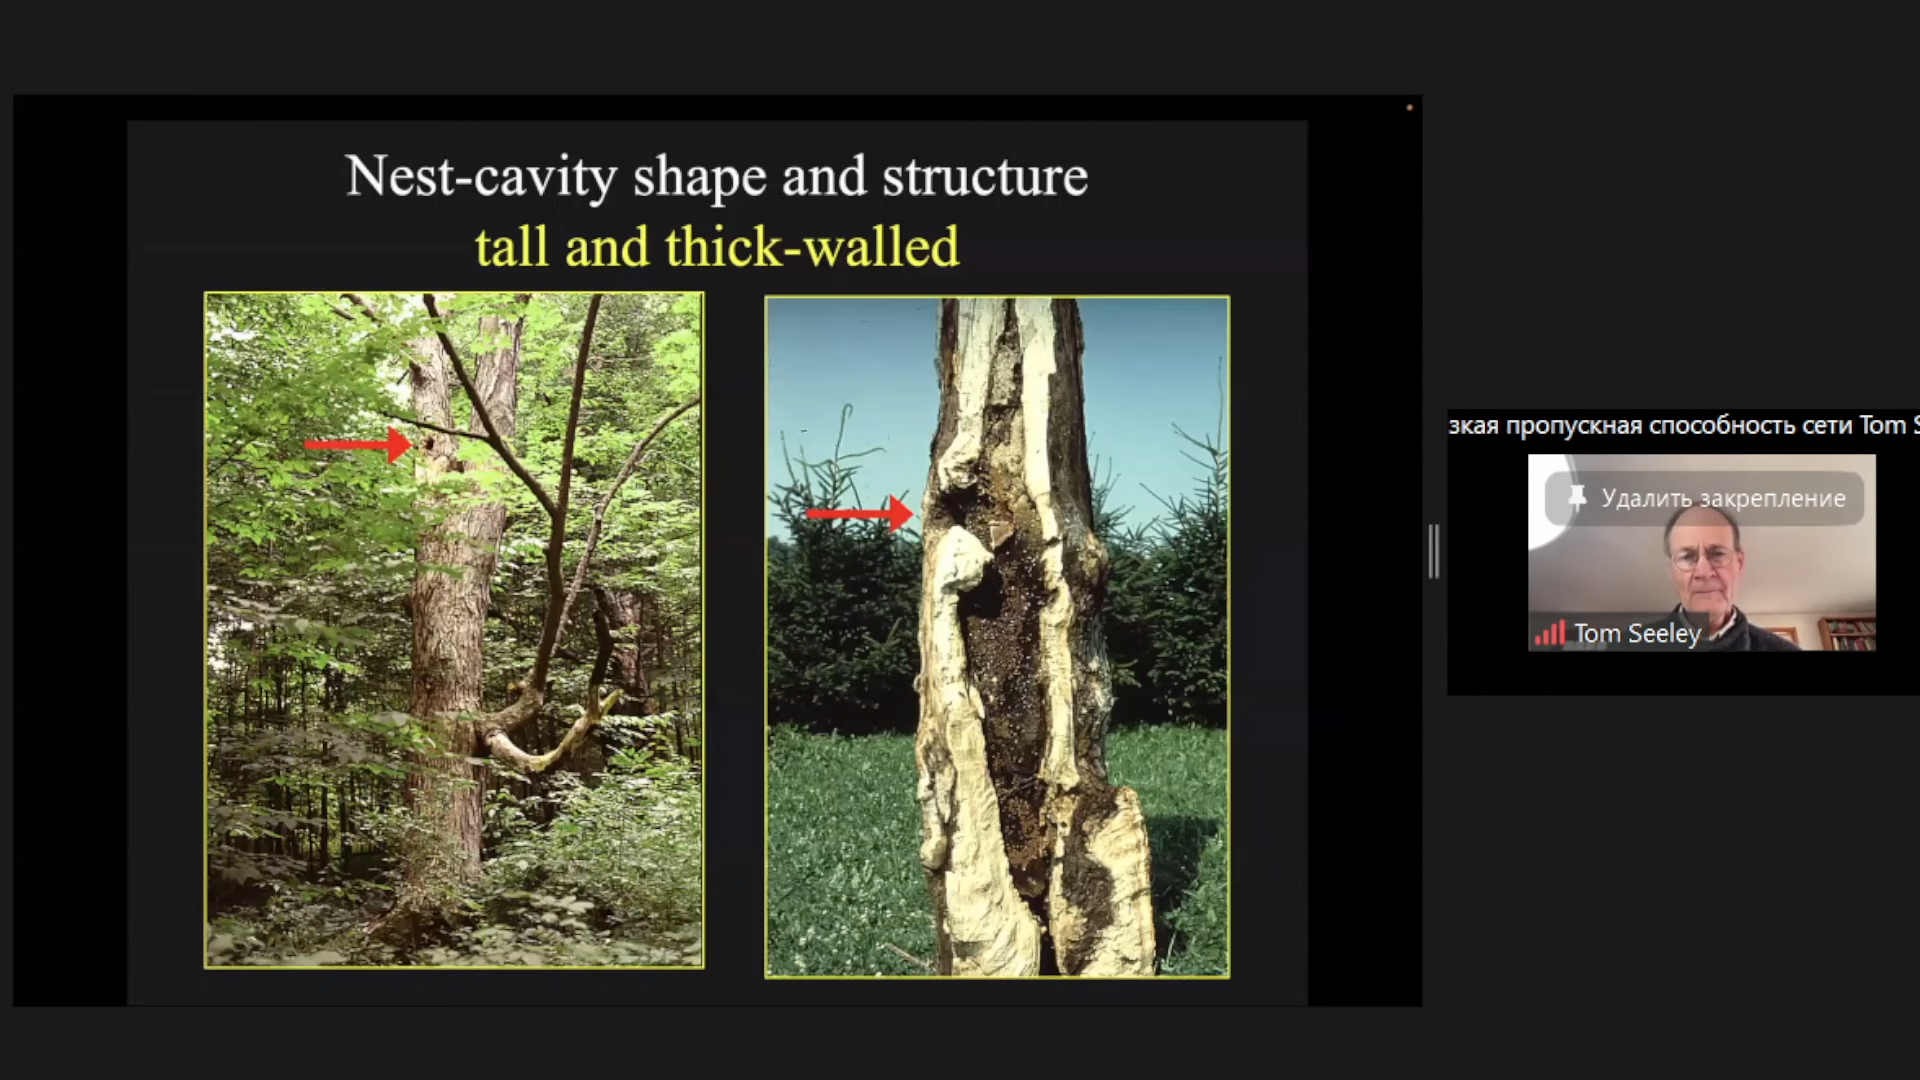 Nest-cavity shape and structure
tall and thick-walled
зкая пропускная способность сети Tom S
Удалить закрепление
Tom Seeley